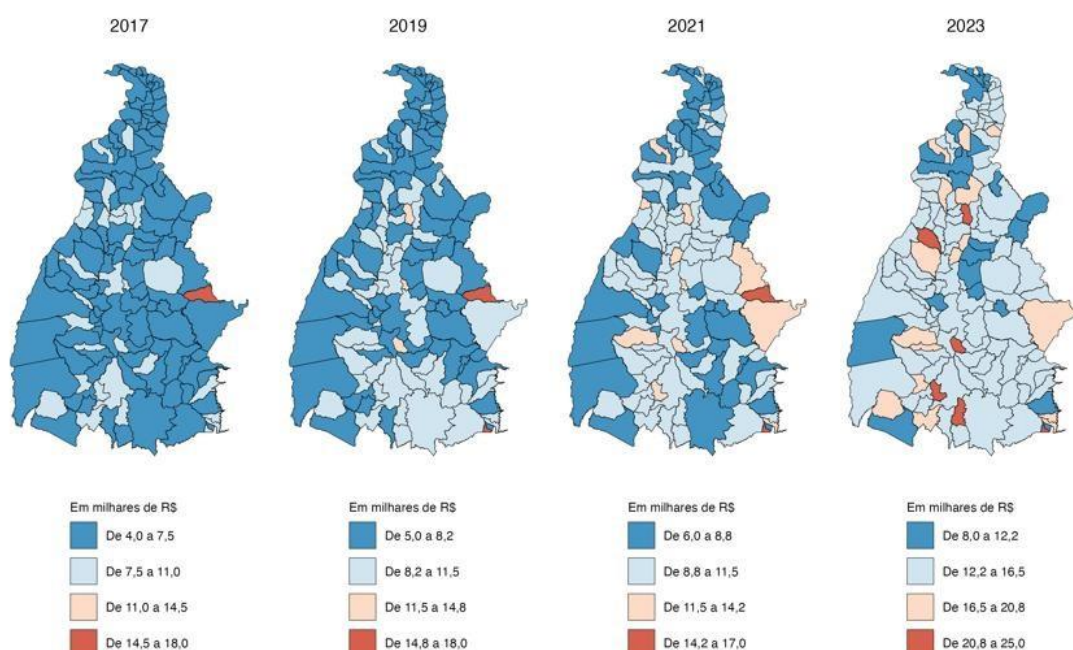 2017
2019
2021
2023
Em milhares de R$
De 4,0 a 7,5
De 7,5 a 11,0
De 11,0 a 14,5
De 14,5 a 18,0
Em milhares de R$
De 5,0 a 8,2
De 8,2 a 11,5
De 11,5 a 14,8
De 14,8 a 18,0
Em milhares de R$
De 6,0 a 8,8
De 8,8 a 11,5
De 11,5 a 14,2
De 14,2 a 17,0
Em milhares de R$
De 8,0 a 12,2
De 12,2 a 16,5
De 16,5 a 20,8
De 20,8 a 25,0